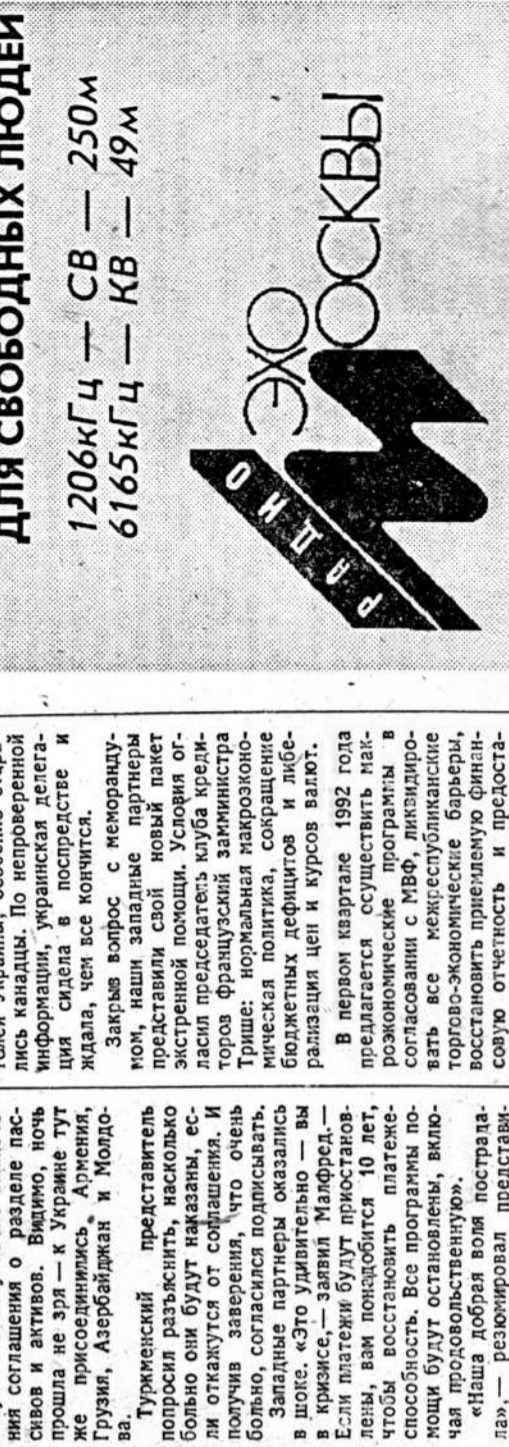 ния соглашения о разделе пас-
сивов и активов. Видимо, ночь
прошла не зря — к Украине тут
же присоединились Армения,
Грузия, Азербайджан и Молдо-
ва.
Туркменский представитель
попросил разъяснить, насколько
больно они будут наказаны, ес-
ли откажутся от соглашения. И
получив заверения, что очень
больно, согласился подписывать.
Западные партнеры оказались
в шоке. «Это удивительно — вы
в кризисе,— заявил Малфред.—
Если платежи будут приостанов-
лены, вам понадобится 10 лет,
чтобы восстановить платеже-
способность. Все программы по-
мощи будут остановлены, вклю-
чая продовольственную».
«Наша добрая воля пострада-
ла»,— резюмировал представи-
лись канадцы. По непроверенной
информации, украинская делега-
ция сидела в поспредстве и
ждала, чем все кончится.
Закрыв вопрос с меморанду-
мом, наши западные партнеры
представили свой новый пакет
экстренной помощи. Условия ог-
ласил председатель клуба креди-
торов французский замминистра
Трише: нормальная макроэконо-
мическая политика, сокращение
бюджетных дефицитов и либе-
рализация цен и курсов валют.
В первом квартале 1992 года
предлагается осуществить мак-
роэкономические программы в
согласовании с МВФ, ликвидиро-
вать все межреспубликанские
торгово-экономические барьеры,
восстановить приемлемую финан-
совую отчетность и предоста-
ДЛЯ СВОБОДНЫХ ЛЮДЕЙ
1206кГц — СВ — 250м
6165кГц — КВ — 49м
РАДИО
ЭХО
МОСКВЫ